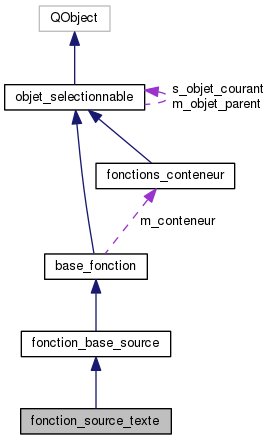 QObject
s_objet_courant
objet_selectionnable
m_objet_parent
fonctions_conteneur
m_conteneur
base_fonction
fonction_base_source
fonction_source_texte